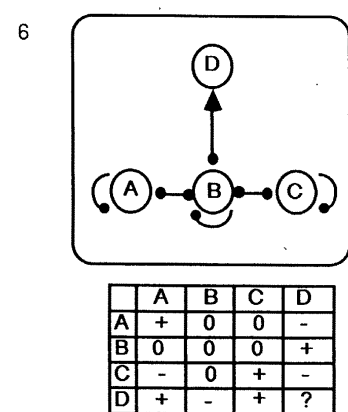 6
D
A B C
A B C D
A + 0 0 -
B 0 0 0 +
C - 0 + -
D + - + ?